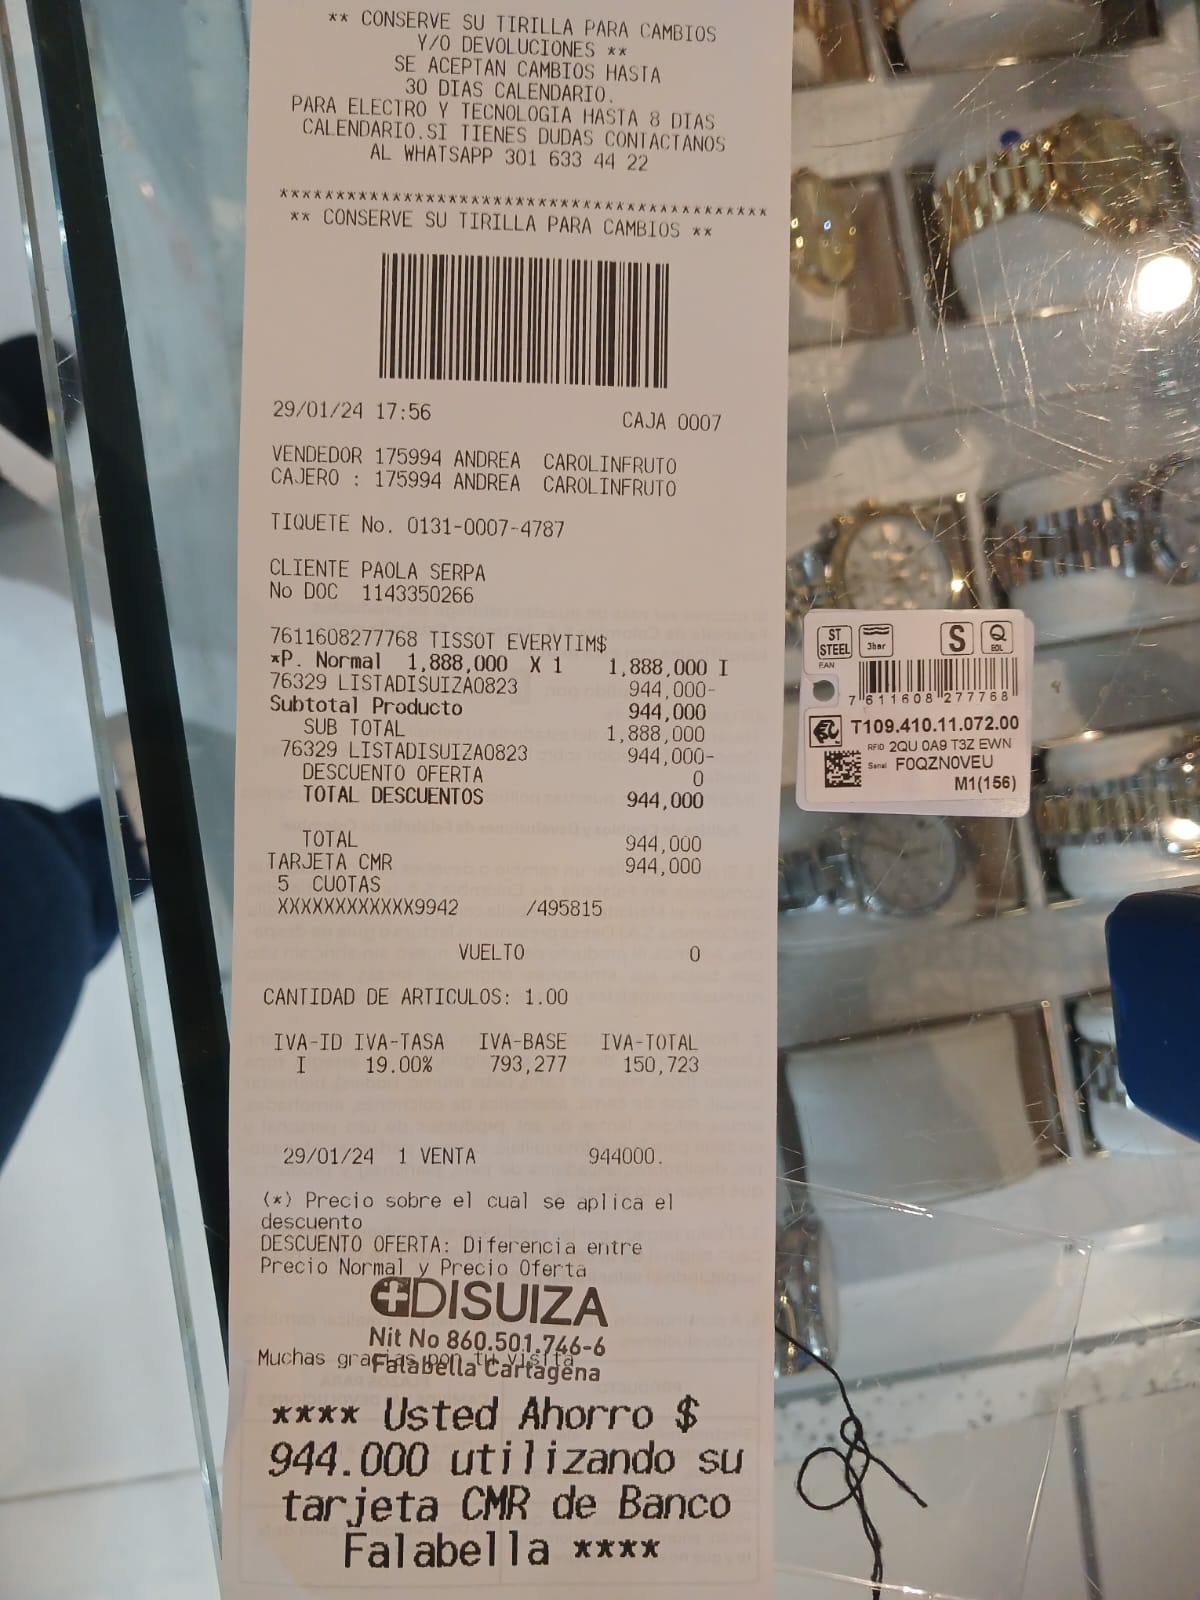 ** CONSERVE SU TIRILLA PARA CAMBIOS
Y/O DEVOLUCIONES **
SE ACEPTAN CAMBIOS HASTA
30 DIAS CALENDARIO.
PARA ELECTRO Y TECNOLOGIA HASTA 8 DIAS
CALENDARIO.SI TIENES DUDAS CONTACTANOS
AL WHATSAPP 301 633 44 22
*******************************************
** CONSERVE SU TIRILLA PARA CAMBIOS **
29/01/24 17:56 CAJA 0007
VENDEDOR 175994 ANDREA CAROLINFRUTO
CAJERO : 175994 ANDREA CAROLINFRUTO
TIQUETE No. 0131-0007-4787
CLIENTE PAOLA SERPA
No DOC 1143350266
7611608277768 TISSOT EVERYTIM$
*P. Normal 1,888,000 X 1 1,888,000 I
76329 LISTADISUIZA0823 944,000-
Subtotal Producto 944,000
SUB TOTAL 1,888,000
76329 LISTADISUIZA0823 944,000-
DESCUENTO OFERTA 0
TOTAL DESCUENTOS 944,000
TOTAL 944,000
TARJETA CMR 944,000
5 CUOTAS
XXXXXXXXXXXX9942 /495815
VUELTO 0
CANTIDAD DE ARTICULOS: 1.00
IVA-ID IVA-TASA IVA-BASE IVA-TOTAL
I 19.00% 793,277 150,723
29/01/24 1 VENTA 944000.
(*) Precio sobre el cual se aplica el
descuento
DESCUENTO OFERTA: Diferencia entre
Precio Normal y Precio Oferta
DISUIZA
Nit No 860.501.746-6
Muchas gracias por tu visita
Falabella Cartagena
**** Usted Ahorro $
944.000 utilizando su
tarjeta CMR de Banco
Falabella ****
ST
STEEL
3bar
S
Q
EOL
EAN
7 611608 277768
T109.410.11.072.00
RFID 2QU 0A9 T3Z EWN
Serial F0QZN0VEU
M1(156)